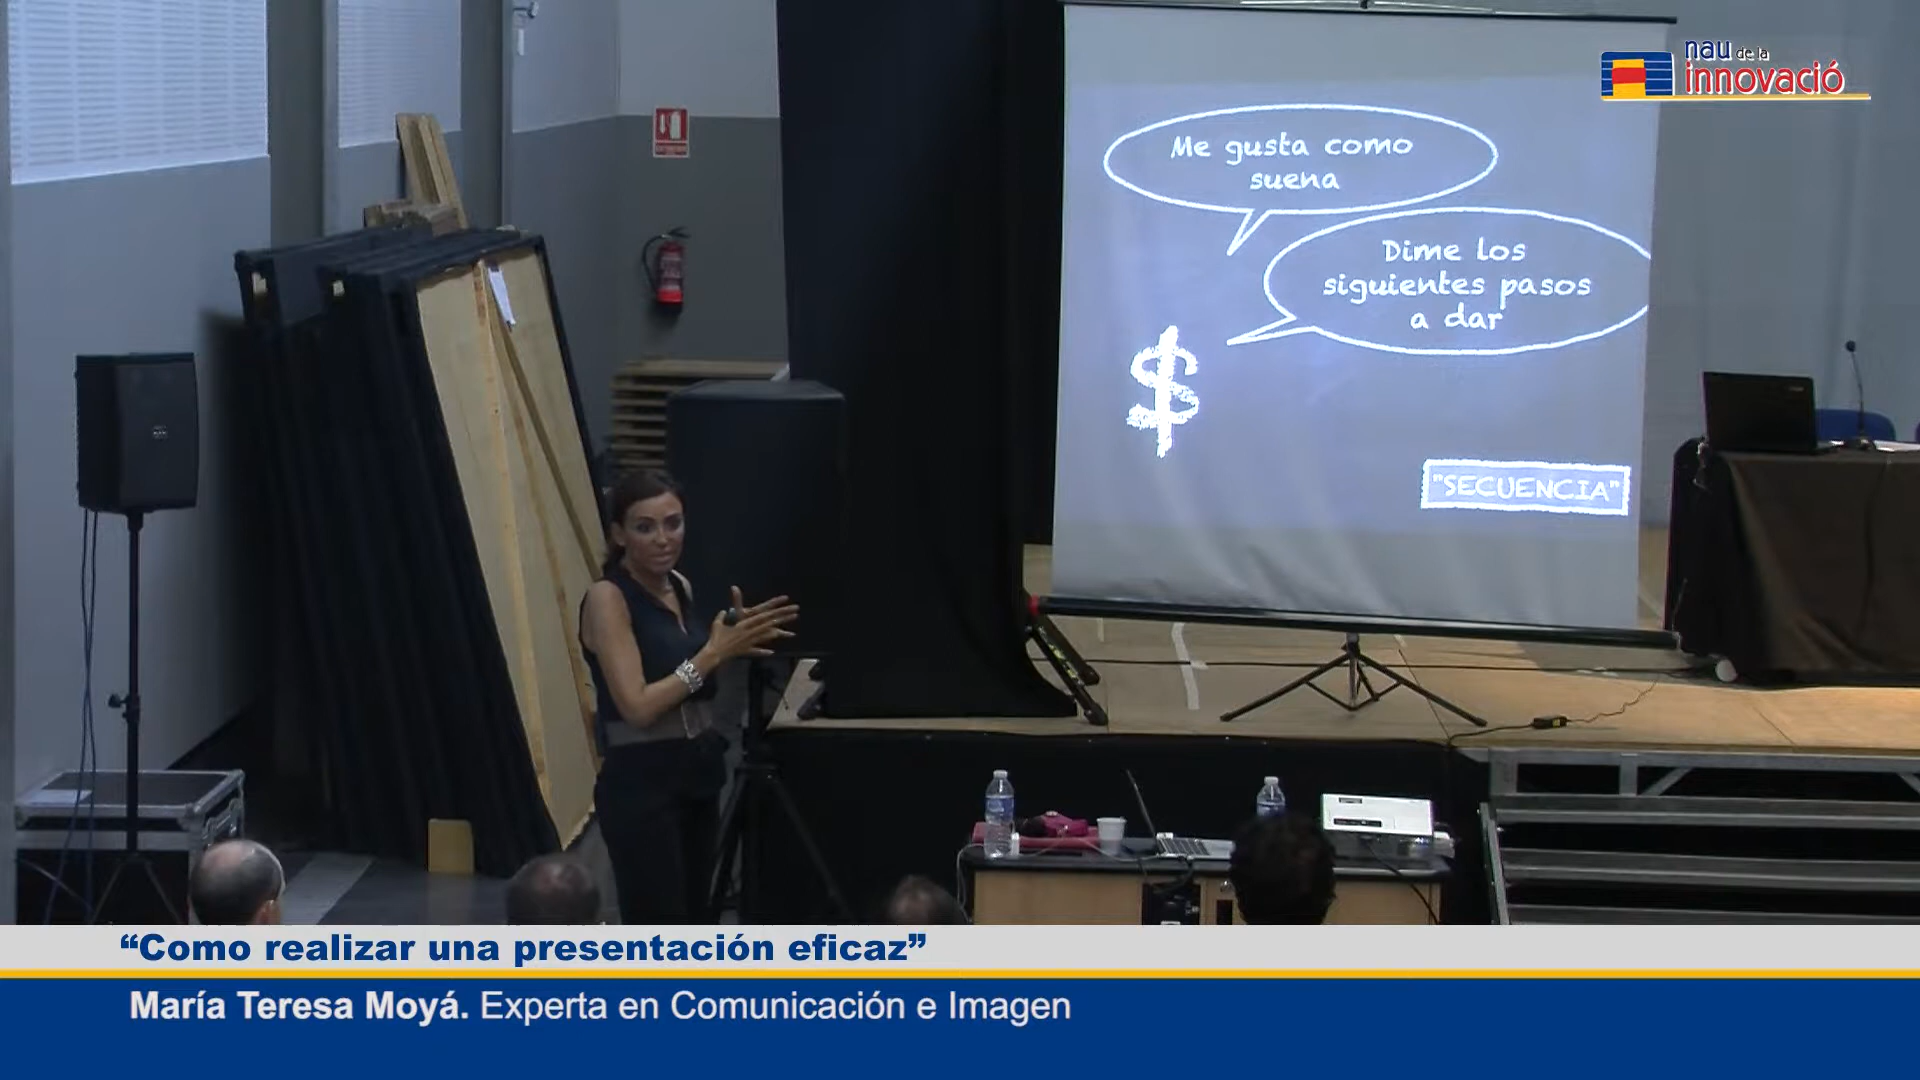 nau de la
innovació
Me gusta como
suena
Dime los
siguientes pasos
a dar
$
"SECUENCIA"
“Como realizar una presentación eficaz”
María Teresa Moyá. Experta en Comunicación e Imagen